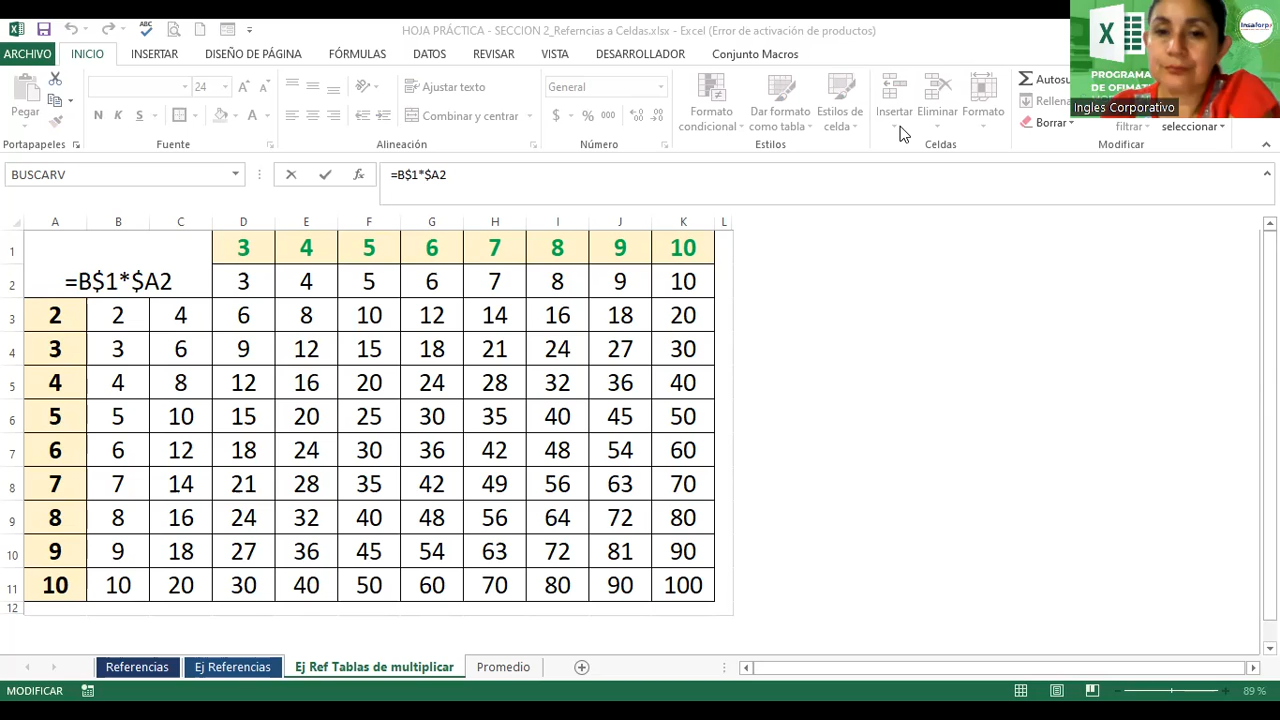 HOJA PRÁCTICA - SECCION 2_Referncias a Celdas.xlsx - Excel (Error de activación de productos)
Insaforp
ARCHIVO INICIO INSERTAR DISEÑO DE PÁGINA FÓRMULAS DATOS REVISAR VISTA DESARROLLADOR Conjunto Macros
PROGRAMA
DE OFIMATI
Ingles Corporativo
24 Ajustar texto General
Pegar Formato Dar formato Estilos de Insertar Eliminar Formato
N K S Combinar y centrar condicional como tabla celda
Autosu
Rellena
Borrar filtrar seleccionar
Portapapeles Fuente Alineación Número Estilos Celdas Modificar
BUSCARV =B$1*$A2
A B C D E F G H I J K L
1 3 4 5 6 7 8 9 10
2 =B$1*$A2 3 4 5 6 7 8 9 10
3 2 2 4 6 8 10 12 14 16 18 20
4 3 3 6 9 12 15 18 21 24 27 30
5 4 4 8 12 16 20 24 28 32 36 40
6 5 5 10 15 20 25 30 35 40 45 50
7 6 6 12 18 24 30 36 42 48 54 60
8 7 7 14 21 28 35 42 49 56 63 70
9 8 8 16 24 32 40 48 56 64 72 80
10 9 9 18 27 36 45 54 63 72 81 90
11 10 10 20 30 40 50 60 70 80 90 100
12
Referencias Ej Referencias Ej Ref Tablas de multiplicar Promedio
MODIFICAR 89 %